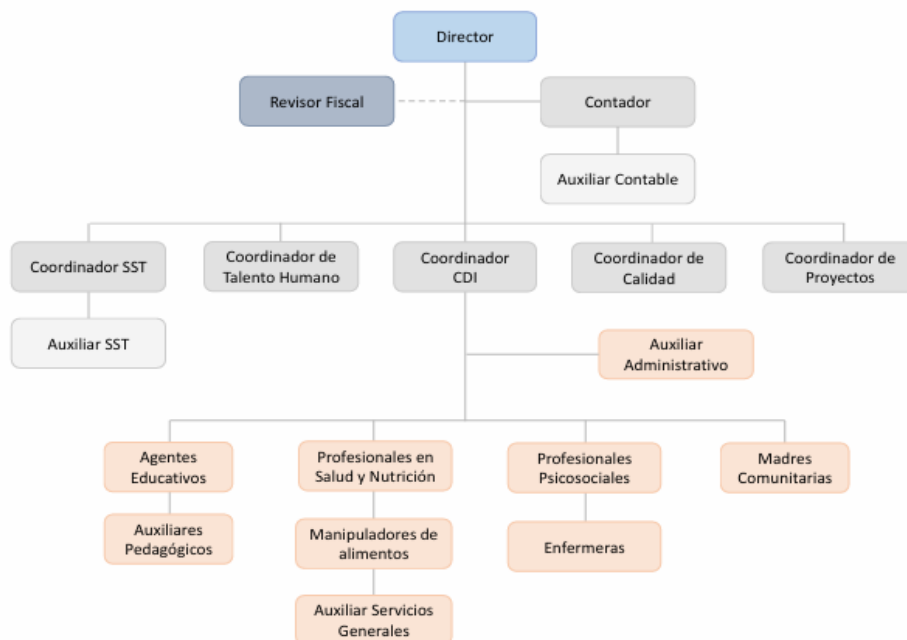 Director
Revisor Fiscal
Contador
Auxiliar Contable
Coordinador SST
Coordinador de
Talento Humano
Coordinador
CDI
Coordinador de
Calidad
Coordinador de
Proyectos
Auxiliar SST
Auxiliar
Administrativo
Agentes
Educativos
Profesionales en
Salud y Nutrición
Profesionales
Psicosociales
Madres
Comunitarias
Auxiliares
Pedagógicos
Manipuladores de
alimentos
Enfermeras
Auxiliar Servicios
Generales